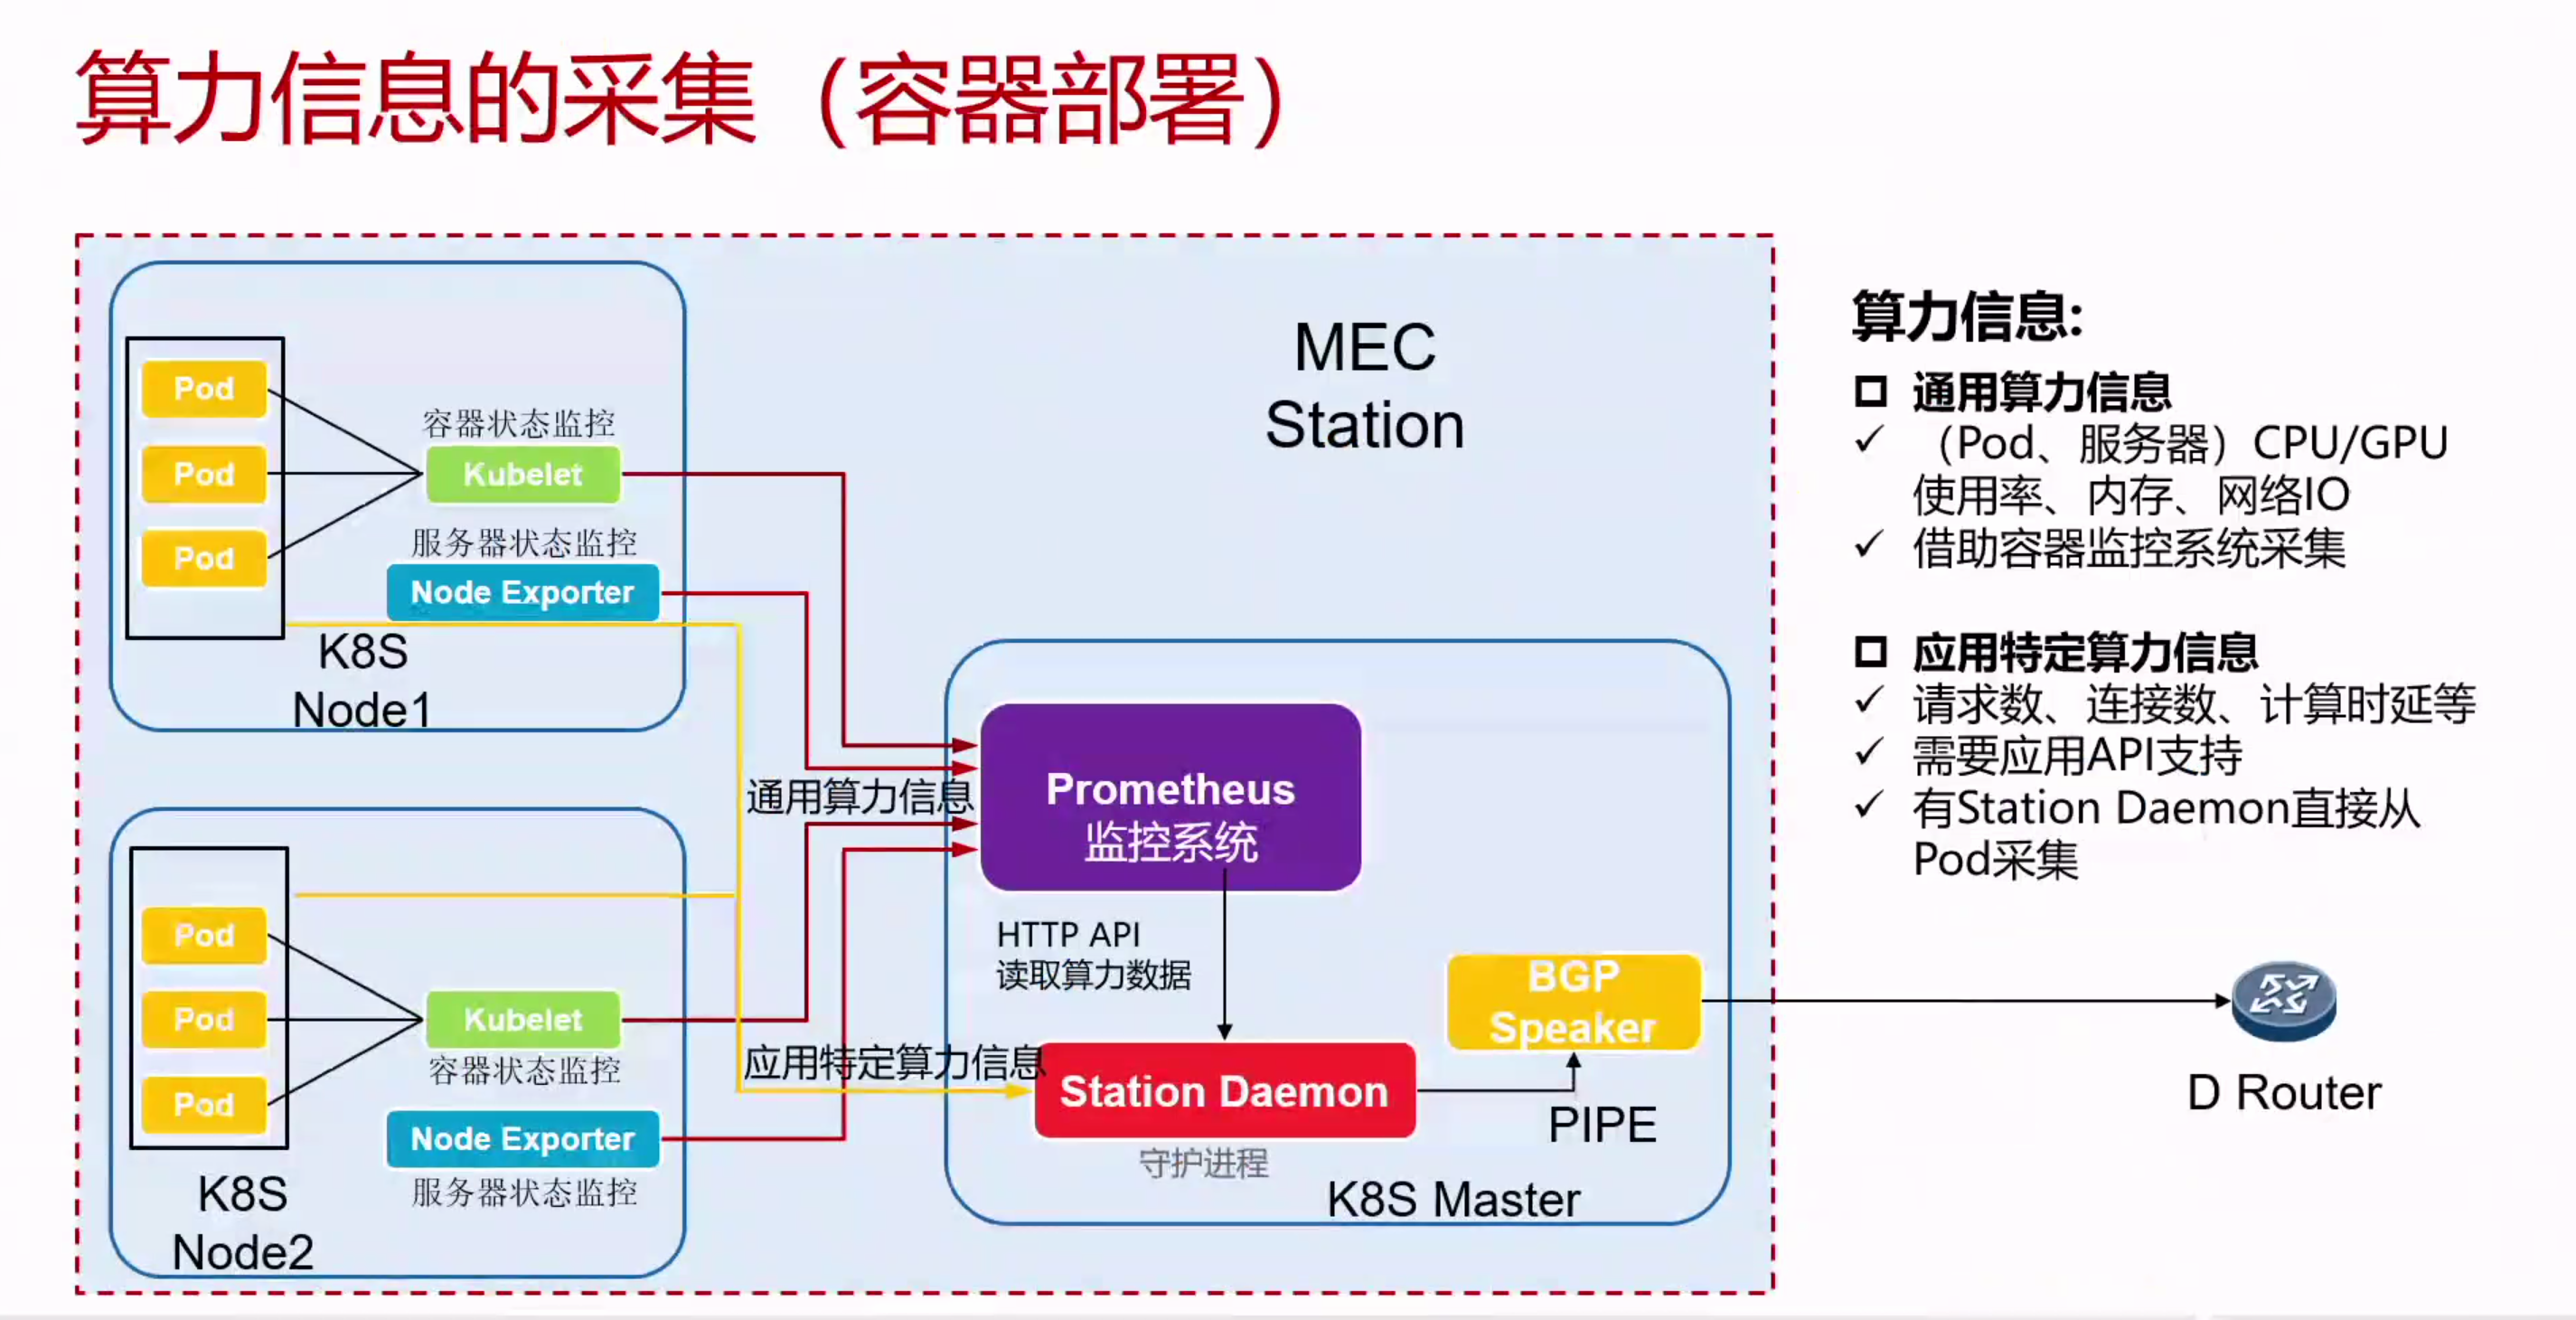 算力信息的采集（容器部署）
MEC
Station
Pod
Pod
Pod
容器状态监控
Kubelet
服务器状态监控
Node Exporter
K8S
Node1
Pod
Pod
Pod
Kubelet
容器状态监控
Node Exporter
服务器状态监控
K8S
Node2
通用算力信息
应用特定算力信息
Prometheus
监控系统
HTTP API
读取算力数据
BGP
Speaker
Station Daemon
守护进程
PIPE
K8S Master
D Router
算力信息:
通用算力信息
（Pod、服务器）CPU/GPU
使用率、内存、网络IO
借助容器监控系统采集
应用特定算力信息
请求数、连接数、计算时延等
需要应用API支持
有Station Daemon直接从
Pod采集